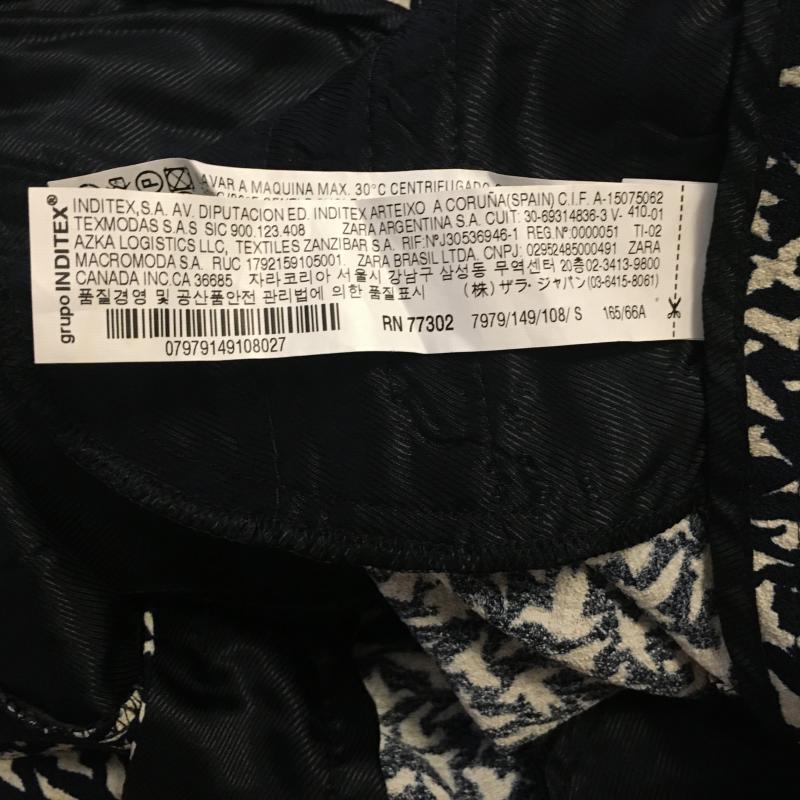 AVAR A MAQUINA MAX. 30°C CENTRIFUGADO
grupo INDITEX®
INDITEX,S.A. AV. DIPUTACION ED. INDITEX ARTEIXO A CORUÑA(SPAIN) C.I.F. A-15075062
TEXMODAS S.A.S SIC 900.123.408 ZARA ARGENTINA S.A. CUIT: 30-69314836-3 V- 410-01
AZKA LOGISTICS LLC, TEXTILES ZANZIBAR S.A. RIF:NºJ30536946-1 REG.Nº0000051 TI-02
MACROMODA S.A. RUC 1792159105001. ZARA BRASIL LTDA. CNPJ: 02952485000491 ZARA
CANADA INC.CA 36685 자라코리아 서울시 강남구 삼성동 무역센터 20층02-3413-9800
품질경영 및 공산품안전 관리법에 의한 품질표시 (株) ザラ・ジャパン(03-6415-8061)
RN 77302 7979/149/108/ S 165/66A
07979149108027